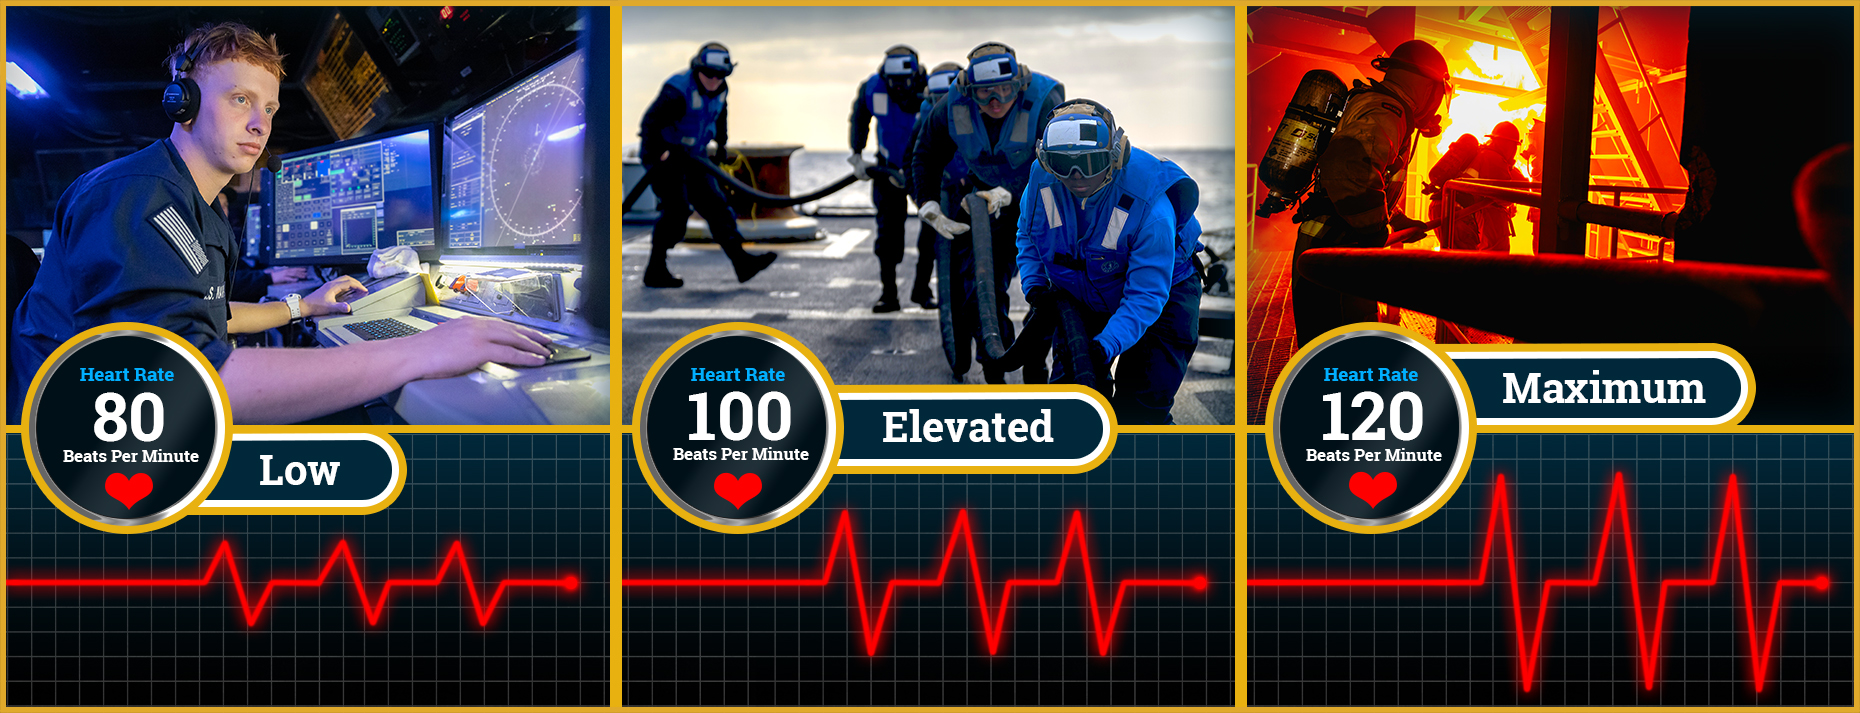 Heart Rate
80
Beats Per Minute
Low
Heart Rate
100
Beats Per Minute
Elevated
Heart Rate
120
Beats Per Minute
Maximum